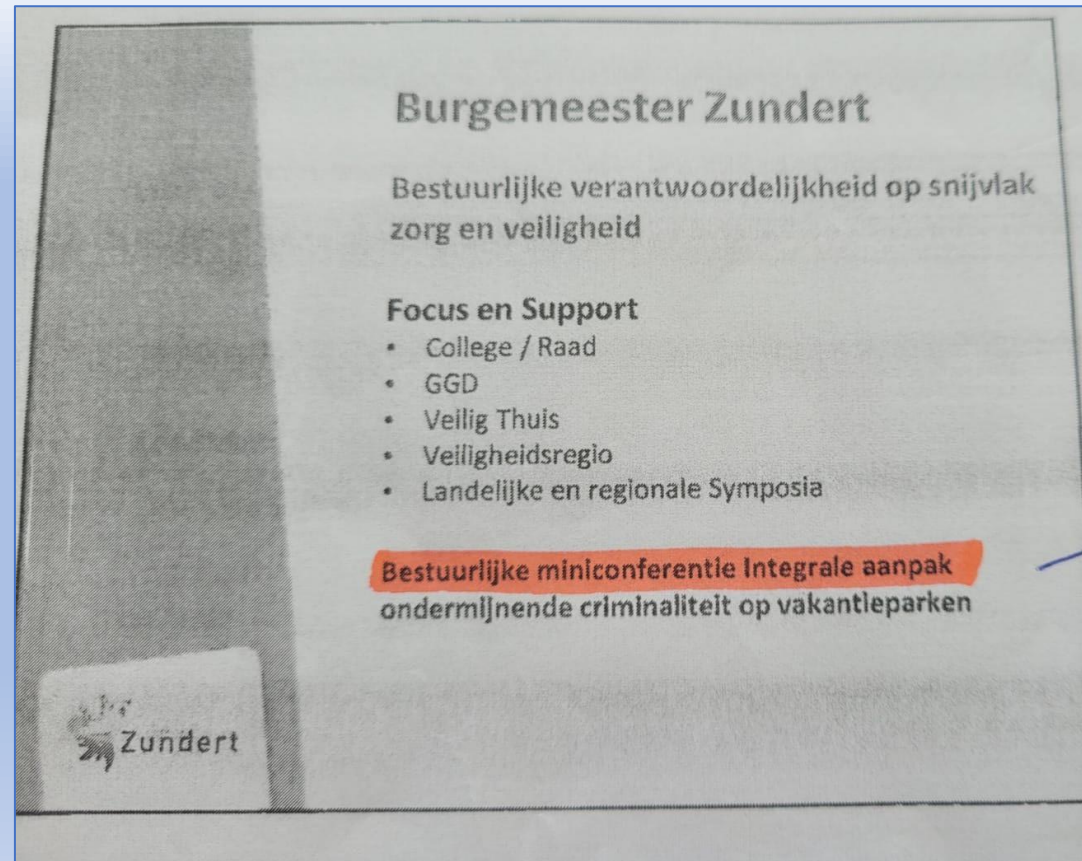 Burgemeester Zundert
Bestuurlijke verantwoordelijkheid op snijvlak
zorg en veiligheid
Focus en Support
• College / Raad
• GGD
• Veilig Thuis
• Veiligheidsregio
• Landelijke en regionale Symposia
Bestuurlijke miniconferentie Integrale aanpak
ondermijnende criminaliteit op vakantieparken
Zundert